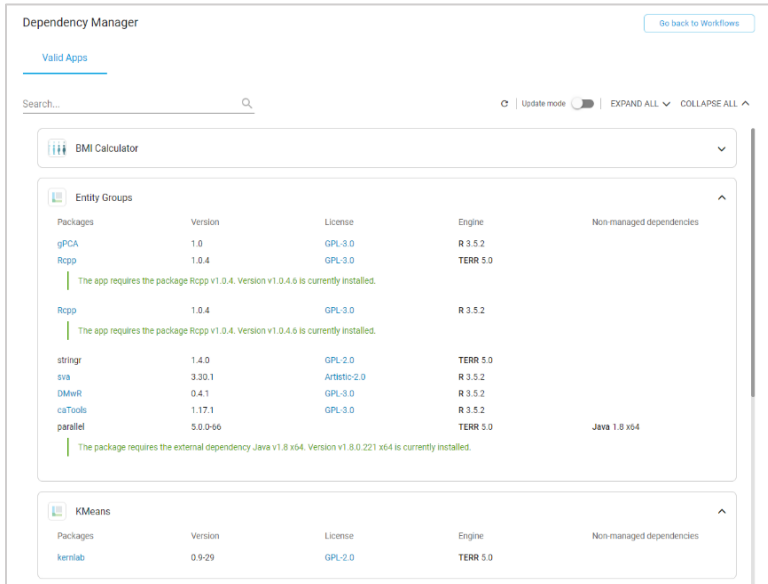 Dependency Manager
Go back to Workflows
Valid Apps
Search...
Update mode EXPAND ALL COLLAPSE ALL
BMI Calculator
Entity Groups
Packages Version License Engine Non-managed dependencies
gPCA 1.0 GPL-3.0 R 3.5.2
Rcpp 1.0.4 GPL-3.0 TERR 5.0
The app requires the package Rcpp v1.0.4. Version v1.0.4.6 is currently installed.
Rcpp 1.0.4 GPL-3.0 R 3.5.2
The app requires the package Rcpp v1.0.4. Version v1.0.4.6 is currently installed.
stringr 1.4.0 GPL-2.0 TERR 5.0
sva 3.30.1 Artistic-2.0 R 3.5.2
DMwR 0.4.1 GPL-3.0 R 3.5.2
caTools 1.17.1 GPL-3.0 R 3.5.2
parallel 5.0.0-66 TERR 5.0 Java 1.8 x64
The package requires the external dependency Java v1.8 x64. Version v1.8.0.221 x64 is currently installed.
KMeans
Packages Version License Engine Non-managed dependencies
kernlab 0.9-29 GPL-2.0 TERR 5.0